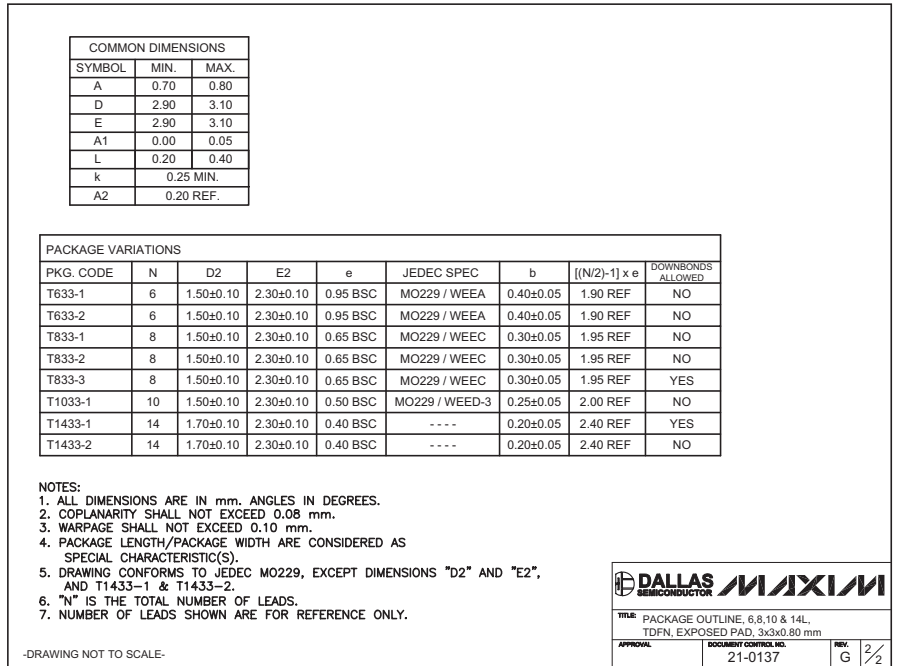 COMMON DIMENSIONS
SYMBOL MIN. MAX.
A 0.70 0.80
D 2.90 3.10
E 2.90 3.10
A1 0.00 0.05
L 0.20 0.40
k 0.25 MIN.
A2 0.20 REF.
PACKAGE VARIATIONS
PKG. CODE N D2 E2 e JEDEC SPEC b [(N/2)-1] x e DOWNBONDS ALLOWED
T633-1 6 1.50±0.10 2.30±0.10 0.95 BSC MO229 / WEEA 0.40±0.05 1.90 REF NO
T633-2 6 1.50±0.10 2.30±0.10 0.95 BSC MO229 / WEEA 0.40±0.05 1.90 REF NO
T833-1 8 1.50±0.10 2.30±0.10 0.65 BSC MO229 / WEEC 0.30±0.05 1.95 REF NO
T833-2 8 1.50±0.10 2.30±0.10 0.65 BSC MO229 / WEEC 0.30±0.05 1.95 REF NO
T833-3 8 1.50±0.10 2.30±0.10 0.65 BSC MO229 / WEEC 0.30±0.05 1.95 REF YES
T1033-1 10 1.50±0.10 2.30±0.10 0.50 BSC MO229 / WEED-3 0.25±0.05 2.00 REF NO
T1433-1 14 1.70±0.10 2.30±0.10 0.40 BSC - - - - 0.20±0.05 2.40 REF YES
T1433-2 14 1.70±0.10 2.30±0.10 0.40 BSC - - - - 0.20±0.05 2.40 REF NO
NOTES:
1. ALL DIMENSIONS ARE IN mm. ANGLES IN DEGREES.
2. COPLANARITY SHALL NOT EXCEED 0.08 mm.
3. WARPAGE SHALL NOT EXCEED 0.10 mm.
4. PACKAGE LENGTH/PACKAGE WIDTH ARE CONSIDERED AS
SPECIAL CHARACTERISTIC(S).
5. DRAWING CONFORMS TO JEDEC MO229, EXCEPT DIMENSIONS "D2" AND "E2",
AND T1433-1 & T1433-2.
6. "N" IS THE TOTAL NUMBER OF LEADS.
7. NUMBER OF LEADS SHOWN ARE FOR REFERENCE ONLY.
-DRAWING NOT TO SCALE-
DALLAS SEMICONDUCTOR MAXIM
TITLE: PACKAGE OUTLINE, 6,8,10 & 14L,
TDFN, EXPOSED PAD, 3x3x0.80 mm
APPROVAL DOCUMENT CONTROL NO. REV.
21-0137 G 2/2